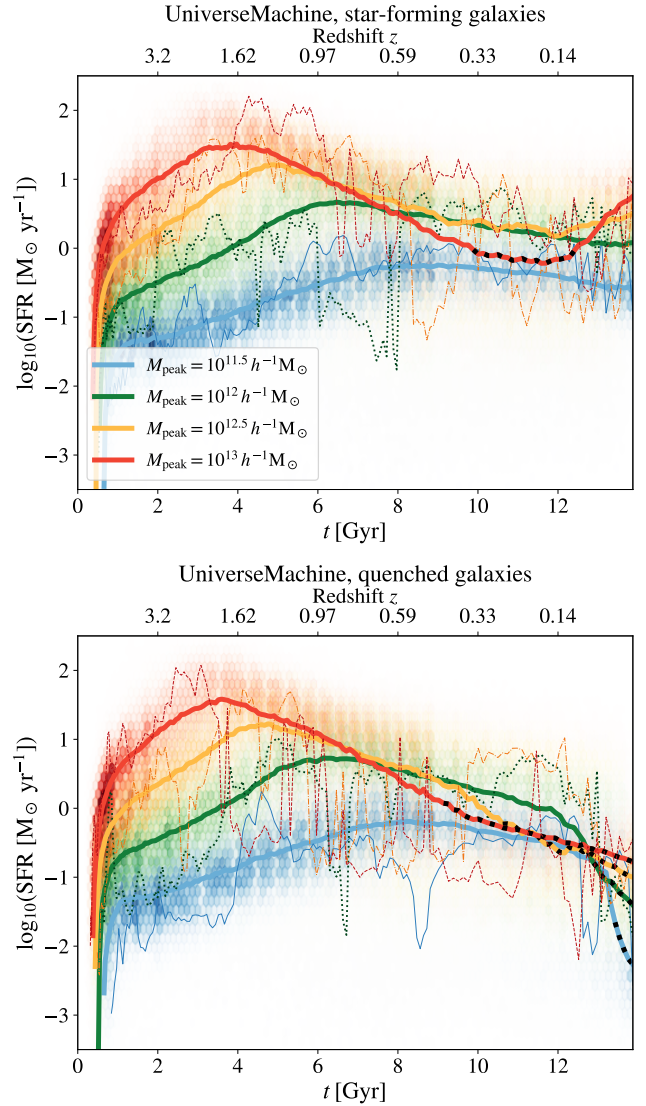 UniverseMachine, star-forming galaxies
Redshift z
3.2 1.62 0.97 0.59 0.33 0.14
2
1
0
−1
−2
−3
log₁₀(SFR [M⊙ yr⁻¹])
M_peak = 10^11.5 h⁻¹M⊙
M_peak = 10^12 h⁻¹M⊙
M_peak = 10^12.5 h⁻¹M⊙
M_peak = 10^13 h⁻¹M⊙
0 2 4 6 8 10 12
t [Gyr]
UniverseMachine, quenched galaxies
Redshift z
3.2 1.62 0.97 0.59 0.33 0.14
2
1
0
−1
−2
−3
log₁₀(SFR [M⊙ yr⁻¹])
0 2 4 6 8 10 12
t [Gyr]